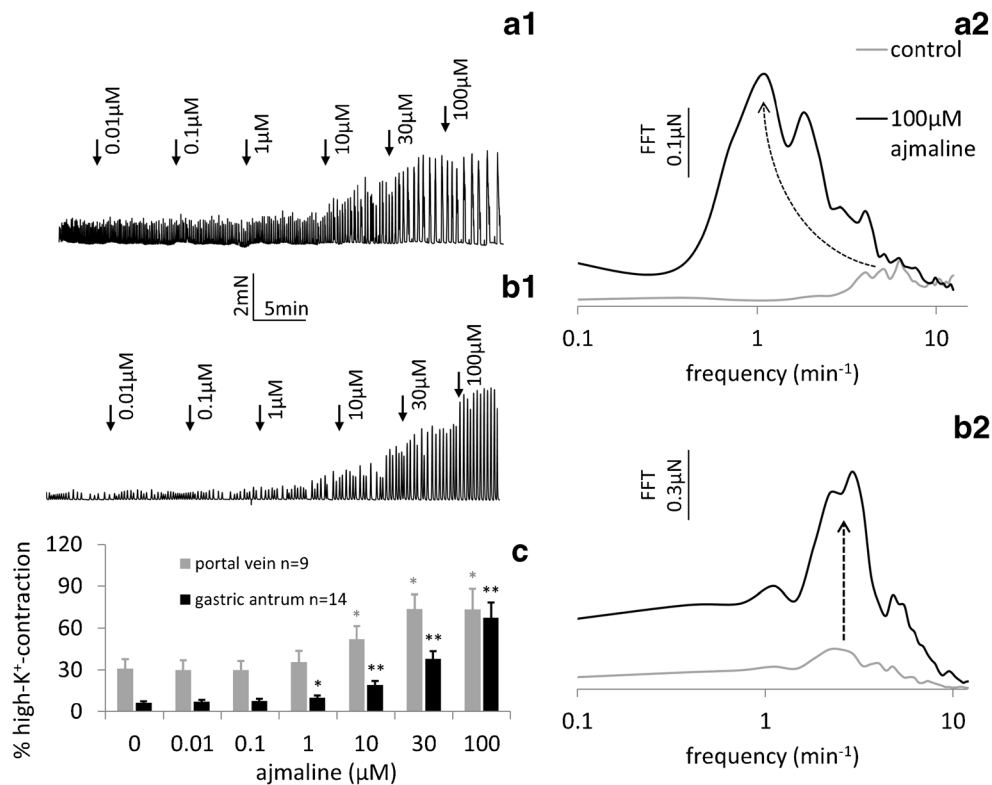 a1
0.01µM
0.1µM
1µM
10µM
30µM
100µM
2mN
5min
a2
control
100µM
ajmaline
FFT
0.1µN
0.1
1
10
frequency (min-1)
b1
0.01µM
0.1µM
1µM
10µM
30µM
100µM
b2
FFT
0.3µN
0.1
1
10
frequency (min-1)
c
% high-K+-contraction
120
90
60
30
0
portal vein n=9
gastric antrum n=14
*
*
**
*
**
*
**
0
0.01
0.1
1
10
30
100
ajmaline (µM)